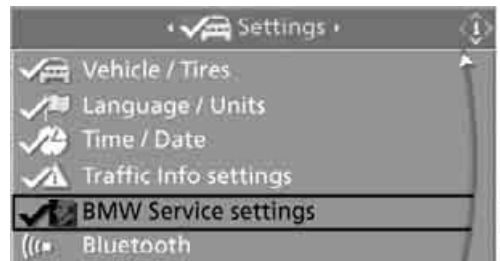 Settings
Vehicle / Tires
Language / Units
Time / Date
Traffic Info settings
BMW Service settings
Bluetooth